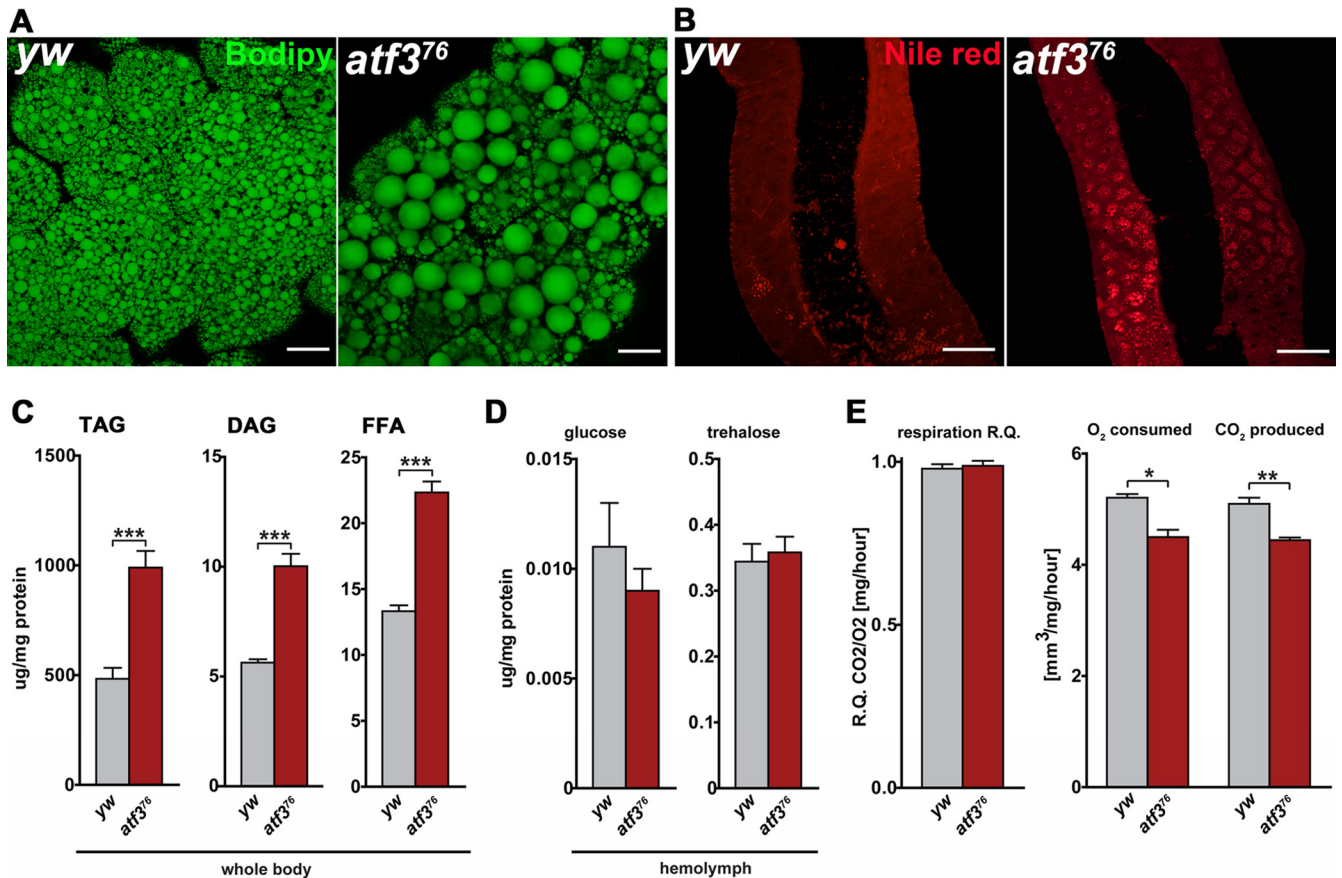 A
yw
Bodipy
atf3⁷⁶
B
yw
Nile red
atf3⁷⁶
C
TAG
DAG
FFA
ug/mg protein
1500
1000
500
0
***
yw
atf3⁷⁶
15
10
5
0
***
yw
atf3⁷⁶
25
20
15
10
5
0
***
yw
atf3⁷⁶
whole body
D
glucose
trehalose
ug/mg protein
0.015
0.010
0.005
0
yw
atf3⁷⁶
0.5
0.4
0.3
0.2
0.1
0
yw
atf3⁷⁶
hemolymph
E
respiration R.Q.
R.Q. CO2/O2 [mg/hour]
1.0
0.0
yw
atf3⁷⁶
O₂ consumed
CO₂ produced
[mm³/mg/hour]
6
4
2
0
*
**
yw
atf3⁷⁶
yw
atf3⁷⁶